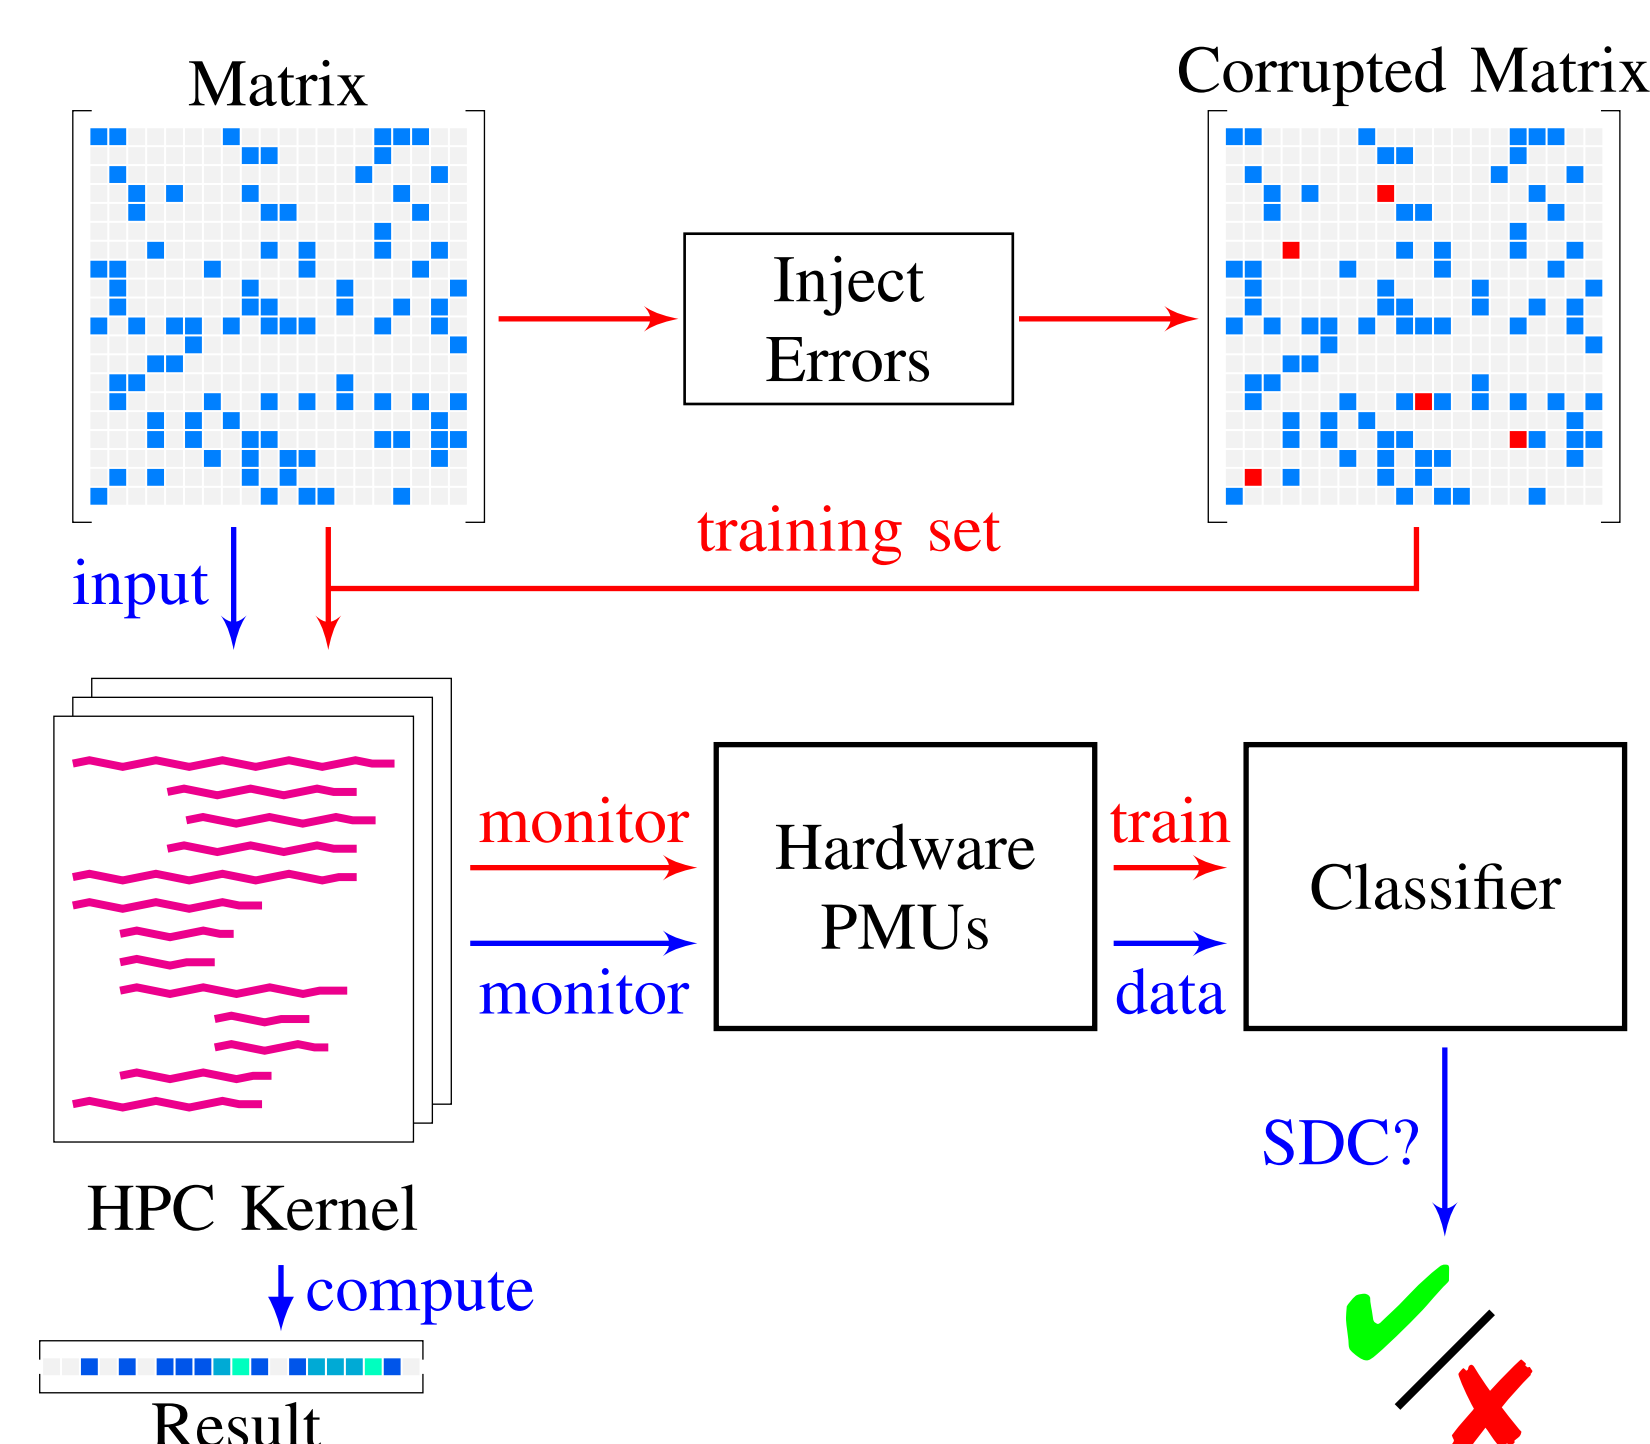 Matrix
Corrupted Matrix
Inject
Errors
training set
input
monitor
train
Hardware
PMUs
Classifier
monitor
data
SDC?
HPC Kernel
compute
Result